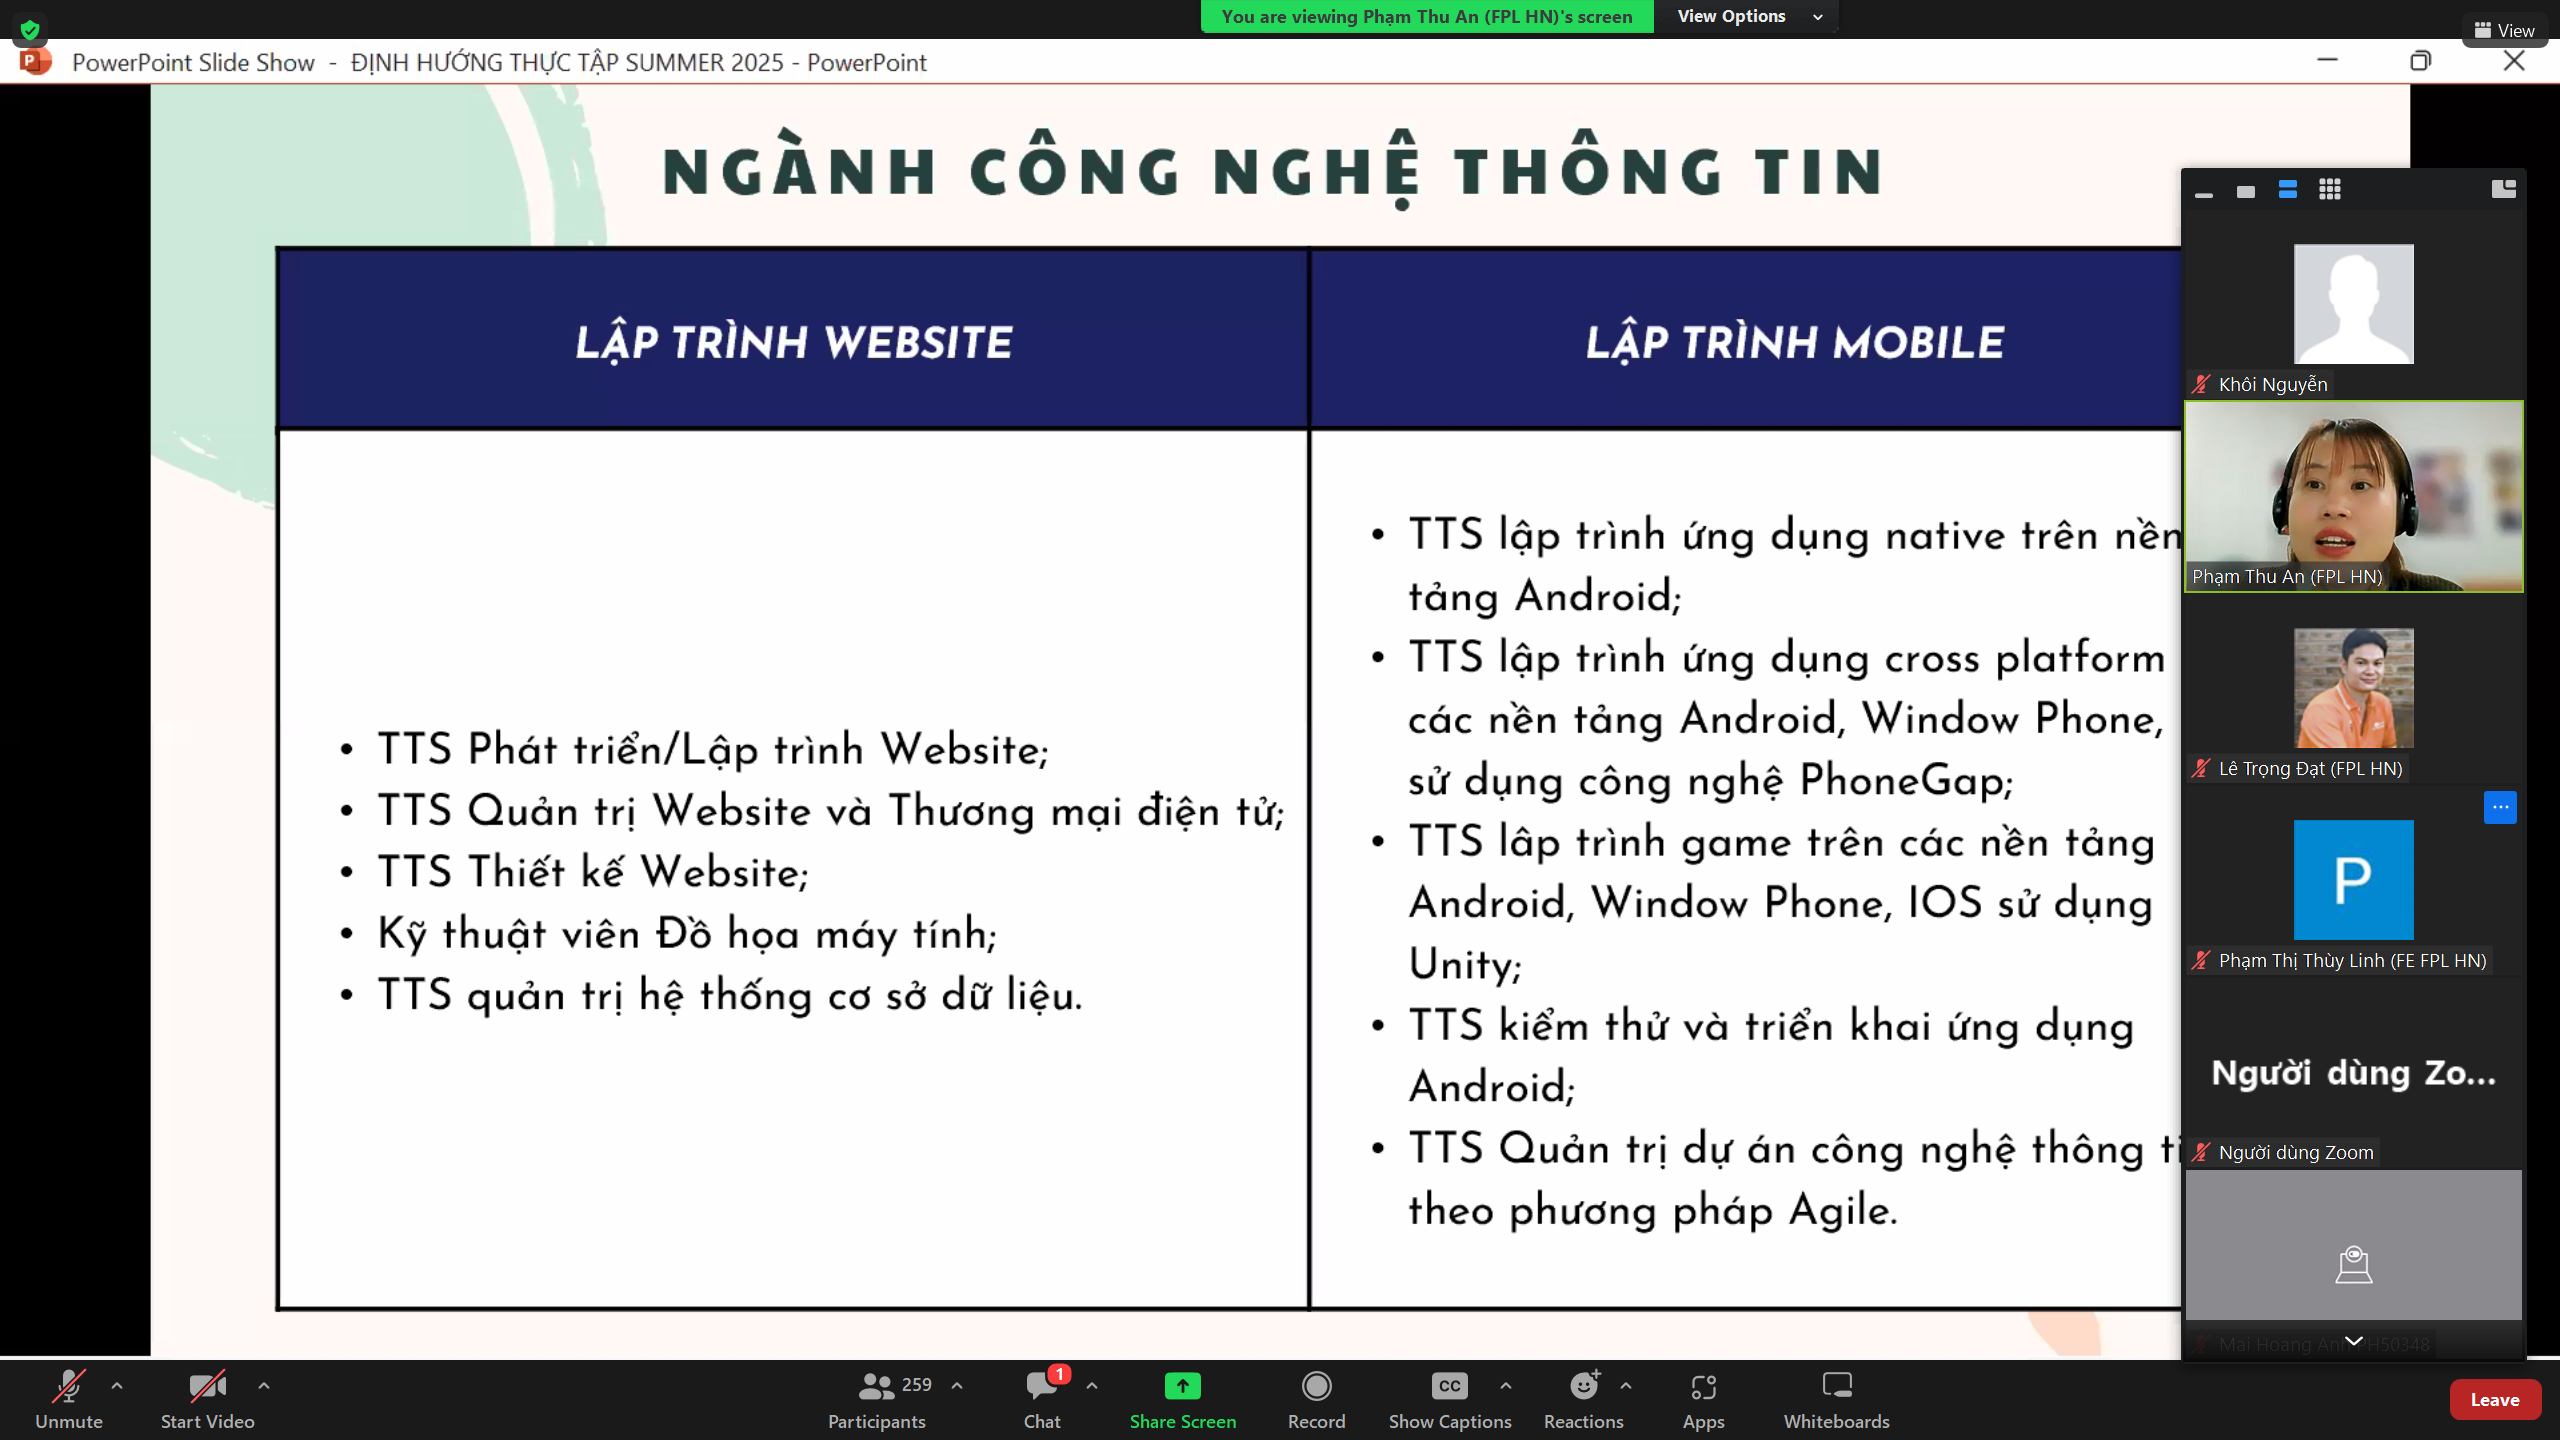 You are viewing Phạm Thu An (FPL HN)'s screen
View Options
View
PowerPoint Slide Show - ĐỊNH HƯỚNG THỰC TẬP SUMMER 2025 - PowerPoint
NGÀNH CÔNG NGHỆ THÔNG TIN
LẬP TRÌNH WEBSITE
• TTS Phát triển/Lập trình Website;
• TTS Quản trị Website và Thương mại điện tử;
• TTS Thiết kế Website;
• Kỹ thuật viên Đồ họa máy tính;
• TTS quản trị hệ thống cơ sở dữ liệu.
LẬP TRÌNH MOBILE
• TTS lập trình ứng dụng native trên nền
tảng Android;
• TTS lập trình ứng dụng cross platform
các nền tảng Android, Window Phone,
sử dụng công nghệ PhoneGap;
• TTS lâp trình game trên các nền tảng
Android, Window Phone, IOS sử dụng
Unity;
• TTS kiểm thử và triển khai ứng dụng
Android;
• TTS Quản trị dự án công nghệ thông
theo phương pháp Agile.
Khôi Nguyễn
Phạm Thu An (FPL HN)
Lê Trọng Đạt (FPL HN)
P
Phạm Thị Thùy Linh (FE FPL HN)
Người dùng Zo...
Người dùng Zoom
Mai Hoang Anh PH50348
Unmute
Start Video
259
Participants
1
Chat
Share Screen
Record
CC
Show Captions
Reactions
Apps
Whiteboards
Leave